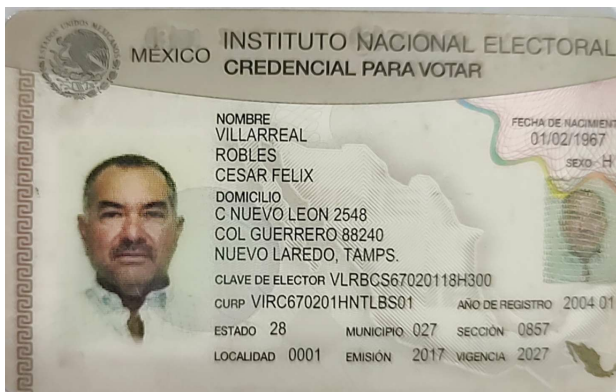 MÉXICO INSTITUTO NACIONAL ELECTORAL
CREDENCIAL PARA VOTAR
NOMBRE
VILLARREAL
ROBLES
CESAR FELIX
DOMICILIO
C NUEVO LEON 2548
COL GUERRERO 88240
NUEVO LAREDO, TAMPS.
FECHA DE NACIMIENT
01/02/1967
SEXO H
CLAVE DE ELECTOR VLRBCS67020118H300
CURP VIRC670201HNTLBS01 AÑO DE REGISTRO 2004 01
ESTADO 28 MUNICIPIO 027 SECCIÓN 0857
LOCALIDAD 0001 EMISIÓN 2017 VIGENCIA 2027